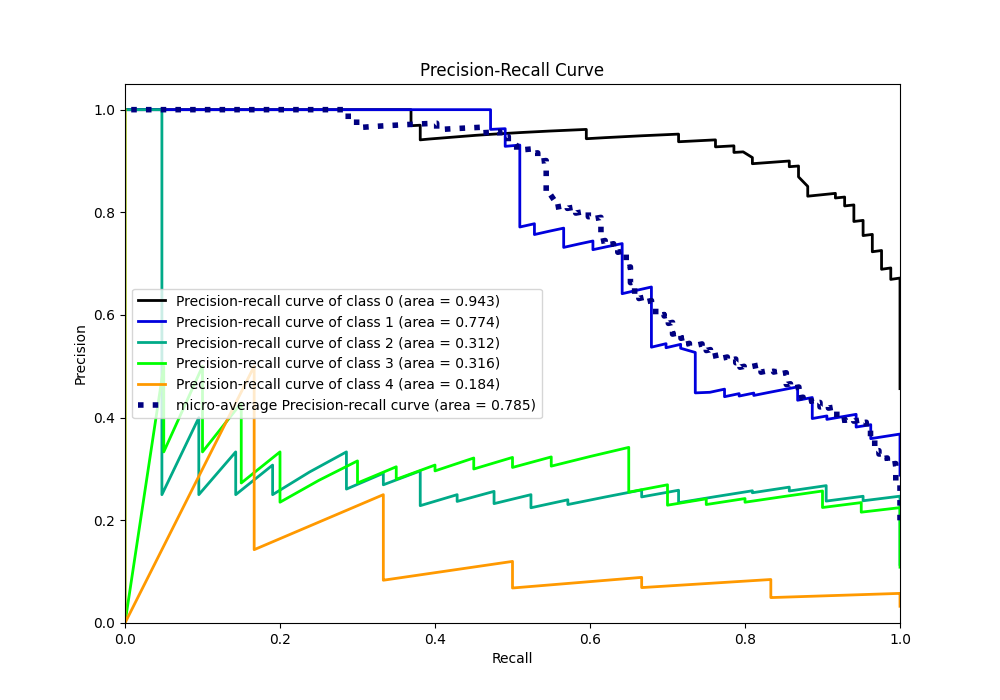 Precision-Recall Curve
1.0
0.8
0.6
0.4
0.2
0.0
Precision
Precision-recall curve of class 0 (area = 0.943)
Precision-recall curve of class 1 (area = 0.774)
Precision-recall curve of class 2 (area = 0.312)
Precision-recall curve of class 3 (area = 0.316)
Precision-recall curve of class 4 (area = 0.184)
micro-average Precision-recall curve (area = 0.785)
0.0 0.2 0.4 0.6 0.8 1.0
Recall